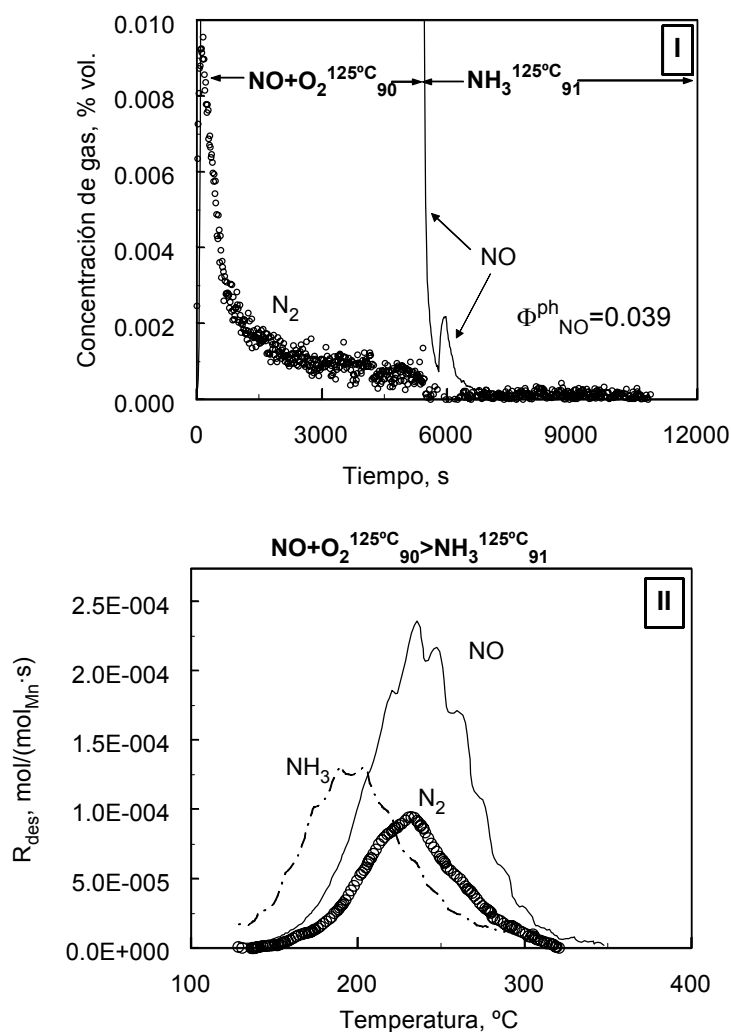 I
0.010
0.008
0.006
0.004
0.002
0.000
Concentración de gas, % vol.
NO+O₂¹²⁵ºC₉₀
NH₃¹²⁵ºC₉₁
NO
N₂
Φᵖʰ_NO=0.039
0 3000 6000 9000 12000
Tiempo, s
NO+O₂¹²⁵ºC₉₀>NH₃¹²⁵ºC₉₁
II
2.5E-004
2.0E-004
1.5E-004
1.0E-004
5.0E-005
0.0E+000
R_des, mol/(mol_Mn·s)
NO
NH₃
N₂
100 200 300 400
Temperatura, ºC